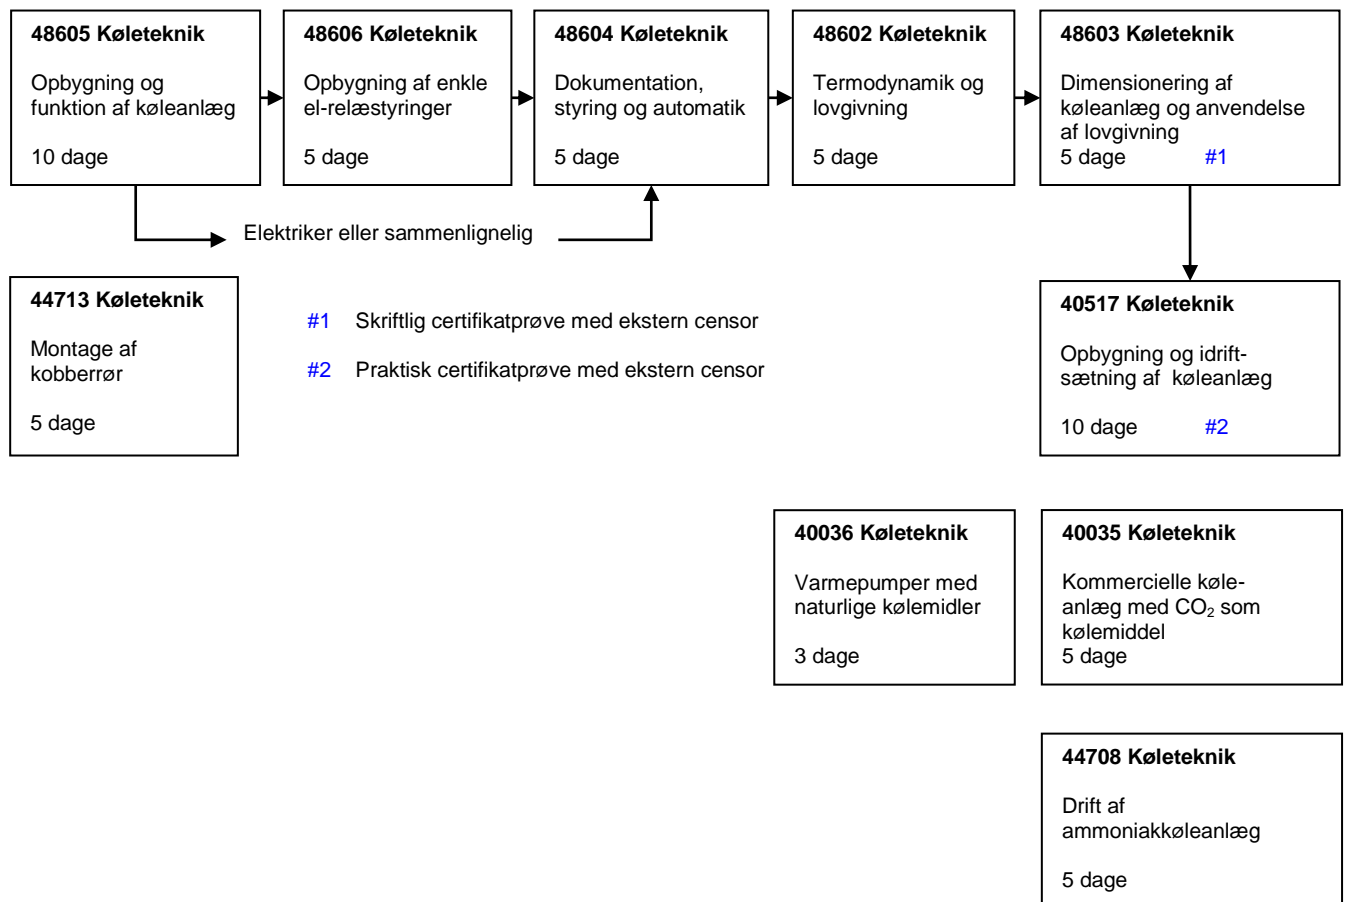 48605 Køleteknik
Opbygning og
funktion af køleanlæg
10 dage
48606 Køleteknik
Opbygning af enkle
el-relæstyringer
5 dage
48604 Køleteknik
Dokumentation,
styring og automatik
5 dage
48602 Køleteknik
Termodynamik og
lovgivning
5 dage
48603 Køleteknik
Dimensionering af
køleanlæg og anvendelse
af lovgivning
5 dage #1
Elektriker eller sammenlignelig
44713 Køleteknik
Montage af
kobberrør
5 dage
#1 Skriftlig certifikatprøve med ekstern censor
#2 Praktisk certifikatprøve med ekstern censor
40517 Køleteknik
Opbygning og idrift-
sætning af køleanlæg
10 dage #2
40036 Køleteknik
Varmepumper med
naturlige kølemidler
3 dage
40035 Køleteknik
Kommercielle køle-
anlæg med CO₂ som
kølemiddel
5 dage
44708 Køleteknik
Drift af
ammoniakkøleanlæg
5 dage